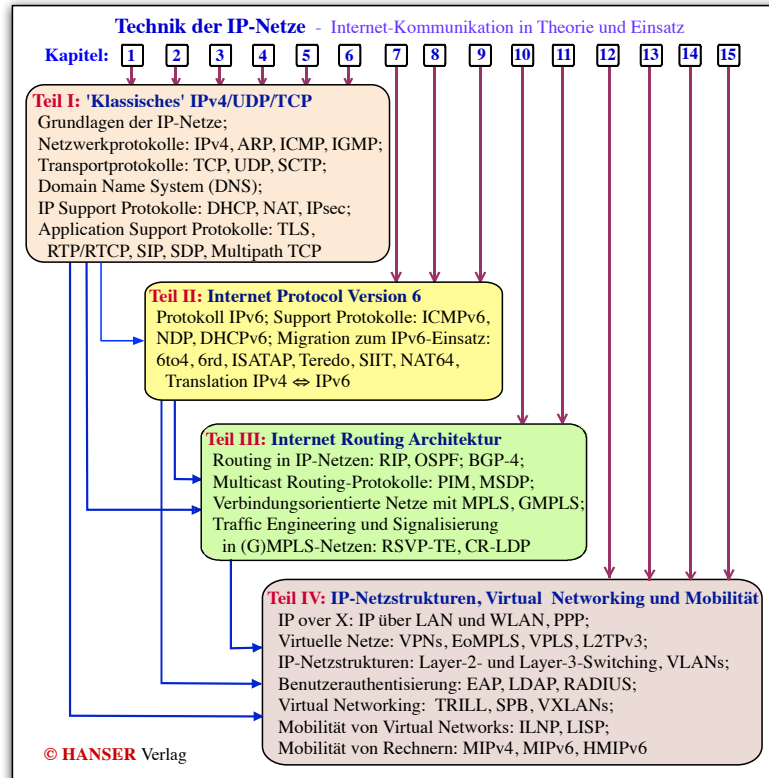 Technik der IP-Netze - Internet-Kommunikation in Theorie und Einsatz
Kapitel: 1 2 3 4 5 6 7 8 9 10 11 12 13 14 15
Teil I: 'Klassisches' IPv4/UDP/TCP
Grundlagen der IP-Netze;
Netzwerkprotokolle: IPv4, ARP, ICMP, IGMP;
Transportprotokolle: TCP, UDP, SCTP;
Domain Name System (DNS);
IP Support Protokolle: DHCP, NAT, IPsec;
Application Support Protokolle: TLS,
RTP/RTCP, SIP, SDP, Multipath TCP
Teil II: Internet Protocol Version 6
Protokoll IPv6; Support Protokolle: ICMPv6,
NDP, DHCPv6; Migration zum IPv6-Einsatz:
6to4, 6rd, ISATAP, Teredo, SIIT, NAT64,
Translation IPv4 ⇔ IPv6
Teil III: Internet Routing Architektur
Routing in IP-Netzen: RIP, OSPF; BGP-4;
Multicast Routing-Protokolle: PIM, MSDP;
Verbindungsorientierte Netze mit MPLS, GMPLS;
Traffic Engineering und Signalisierung
in (G)MPLS-Netzen: RSVP-TE, CR-LDP
Teil IV: IP-Netzstrukturen, Virtual Networking und Mobilität
IP over X: IP über LAN und WLAN, PPP;
Virtuelle Netze: VPNs, EoMPLS, VPLS, L2TPv3;
IP-Netzstrukturen: Layer-2- und Layer-3-Switching, VLANs;
Benutzerauthentisierung: EAP, LDAP, RADIUS;
Virtual Networking: TRILL, SPB, VXLANs;
Mobilität von Virtual Networks: ILNP, LISP;
Mobilität von Rechnern: MIPv4, MIPv6, HMIPv6
© HANSER Verlag